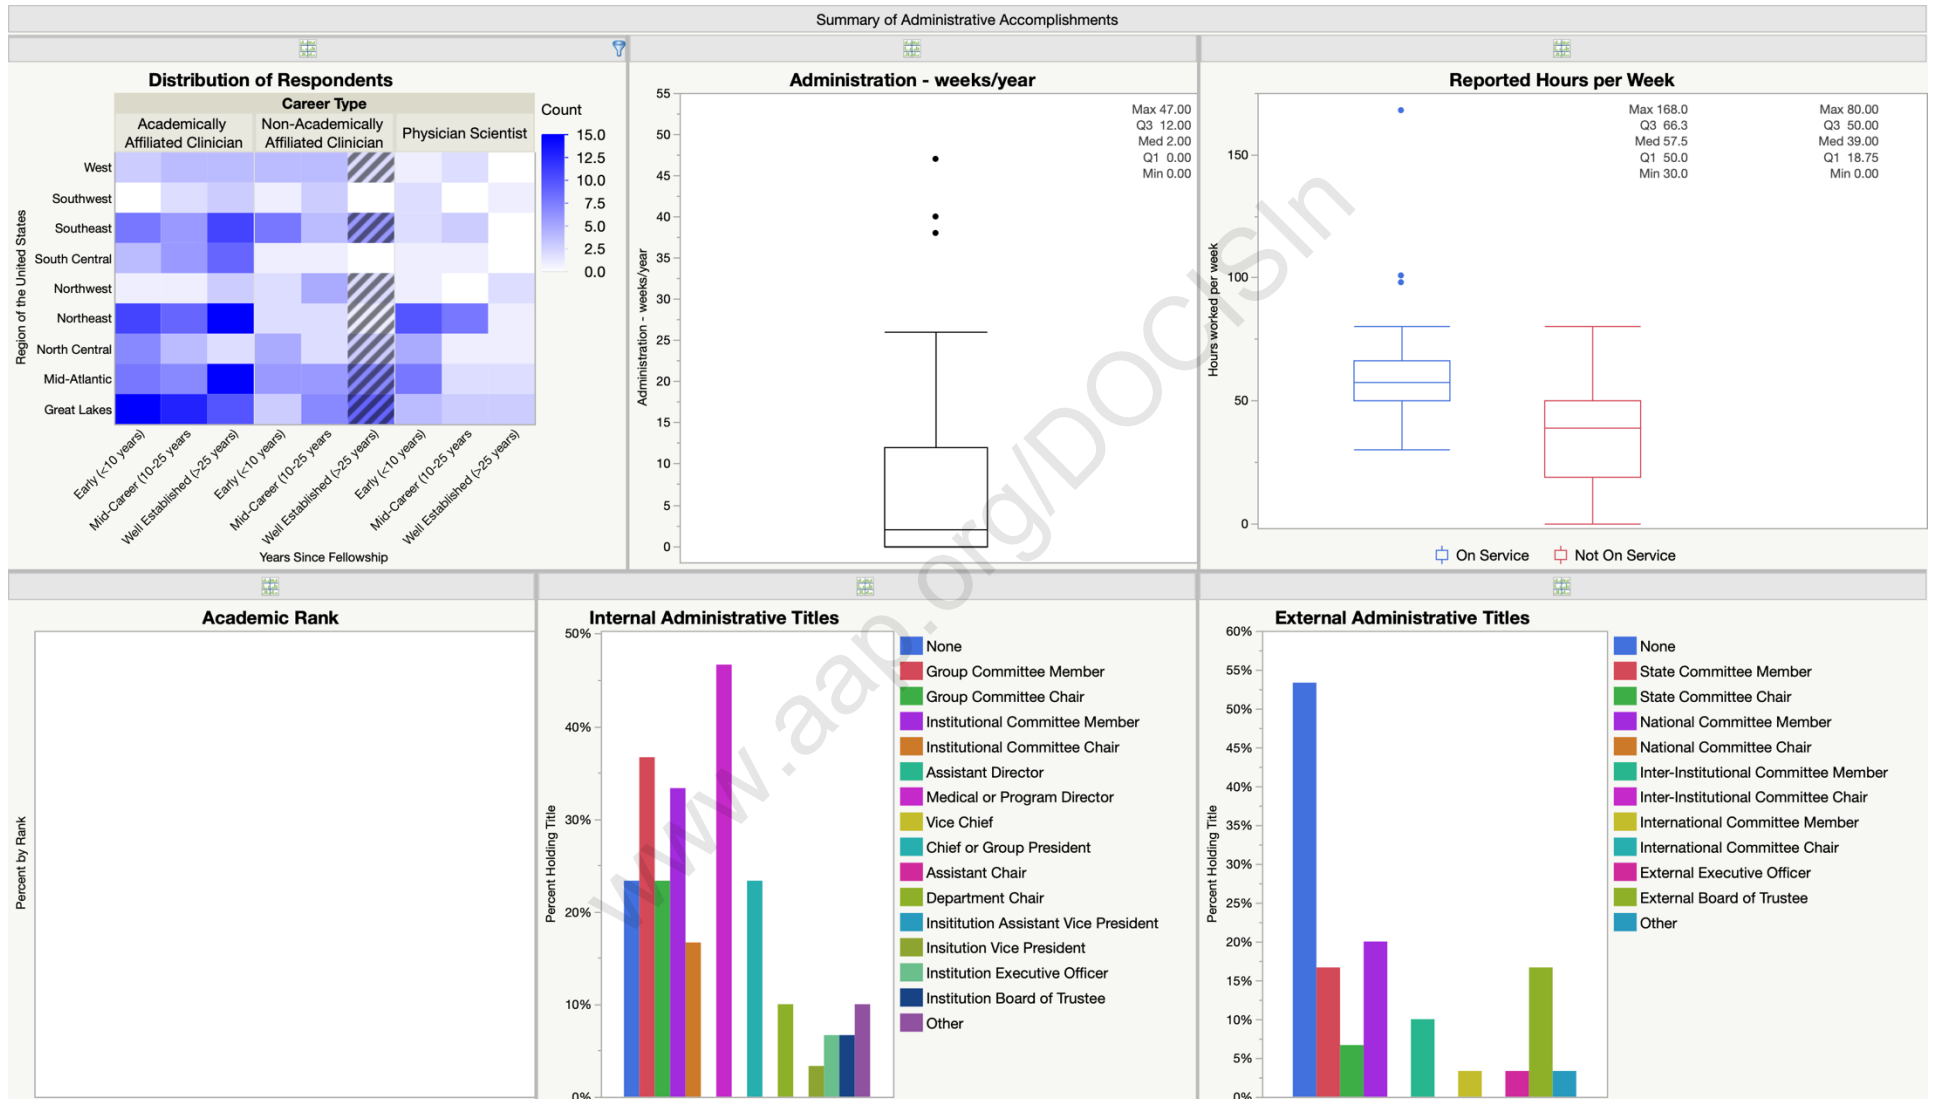 Summary of Administrative Accomplishments
Distribution of Respondents
Career Type
Academically
Affiliated Clinician
Non-Academically
Affiliated Clinician
Physician Scientist
Count
15.0
12.5
10.0
7.5
5.0
2.5
0.0
Region of the United States
West
Southwest
Southeast
South Central
Northwest
Northeast
North Central
Mid-Atlantic
Great Lakes
Early (<10 years)
Mid-Career (10-25 years
Well Established (>25 years)
Early (<10 years)
Mid-Career (10-25 years
Well Established (>25 years)
Early (<10 years)
Mid-Career (10-25 years
Well Established (>25 years)
Years Since Fellowship
Administration - weeks/year
Administration - weeks/year
55
50
45
40
35
30
25
20
15
10
5
0
Max 47.00
Q3 12.00
Med 2.00
Q1 0.00
Min 0.00
Reported Hours per Week
Hours worked per week
150
100
50
0
Max 168.0
Q3 66.3
Med 57.5
Q1 50.0
Min 30.0
Max 80.00
Q3 50.00
Med 39.00
Q1 18.75
Min 0.00
On Service
Not On Service
Academic Rank
Percent by Rank
Internal Administrative Titles
Percent Holding Title
50%
40%
30%
20%
10%
0%
None
Group Committee Member
Group Committee Chair
Institutional Committee Member
Institutional Committee Chair
Assistant Director
Medical or Program Director
Vice Chief
Chief or Group President
Assistant Chair
Department Chair
Insititution Assistant Vice President
Insitution Vice President
Institution Executive Officer
Institution Board of Trustee
Other
External Administrative Titles
Percent Holding Title
60%
55%
50%
45%
40%
35%
30%
25%
20%
15%
10%
5%
0%
None
State Committee Member
State Committee Chair
National Committee Member
National Committee Chair
Inter-Institutional Committee Member
Inter-Institutional Committee Chair
International Committee Member
International Committee Chair
External Executive Officer
External Board of Trustee
Other
www.aap.org/DOCISIn